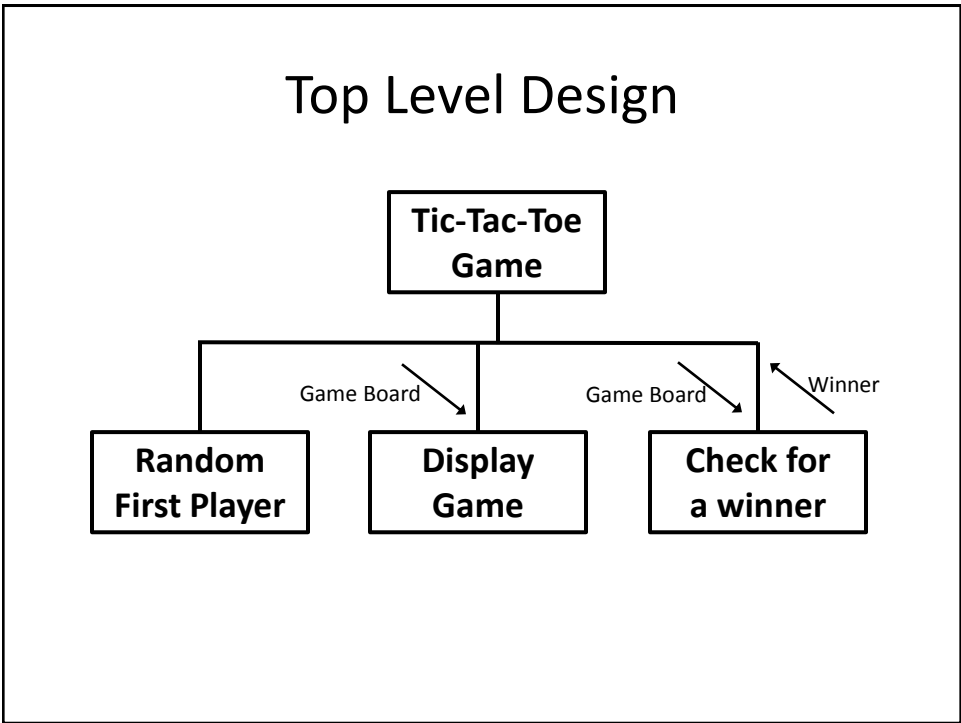 Top Level Design
Tic-Tac-Toe
Game
Game Board
Game Board
Winner
Random
First Player
Display
Game
Check for
a winner